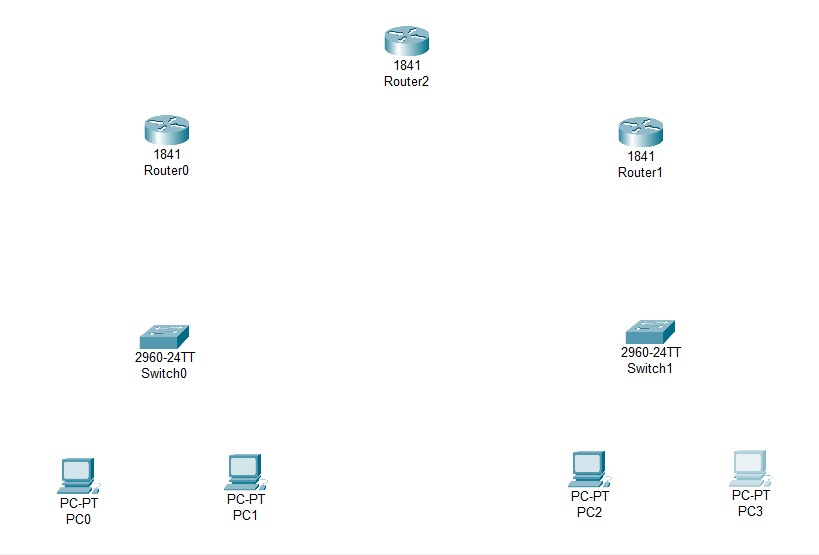 1841
Router2
1841
Router0
1841
Router1
2960-24TT
Switch0
2960-24TT
Switch1
PC-PT
PC0
PC-PT
PC1
PC-PT
PC2
PC-PT
PC3